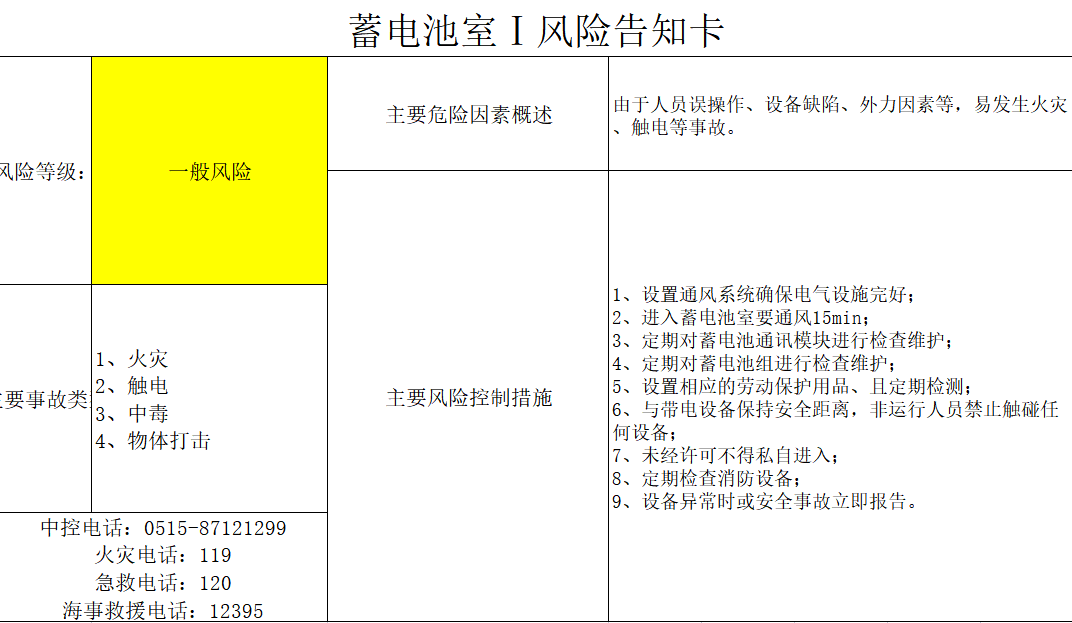 蓄电池室Ⅰ风险告知卡
风险等级：
一般风险
主要危险因素概述
由于人员误操作、设备缺陷、外力因素等，易发生火灾
、触电等事故。
要事故类
1、火灾
2、触电
3、中毒
4、物体打击
主要风险控制措施
1、设置通风系统确保电气设施完好；
2、进入蓄电池室要通风15min；
3、定期对蓄电池通讯模块进行检查维护；
4、定期对蓄电池组进行检查维护；
5、设置相应的劳动保护用品、且定期检测；
6、与带电设备保持安全距离，非运行人员禁止触碰任
何设备；
7、未经许可不得私自进入；
8、定期检查消防设备；
9、设备异常时或安全事故立即报告。
中控电话：0515-87121299
火灾电话：119
急救电话：120
海事救援电话：12395